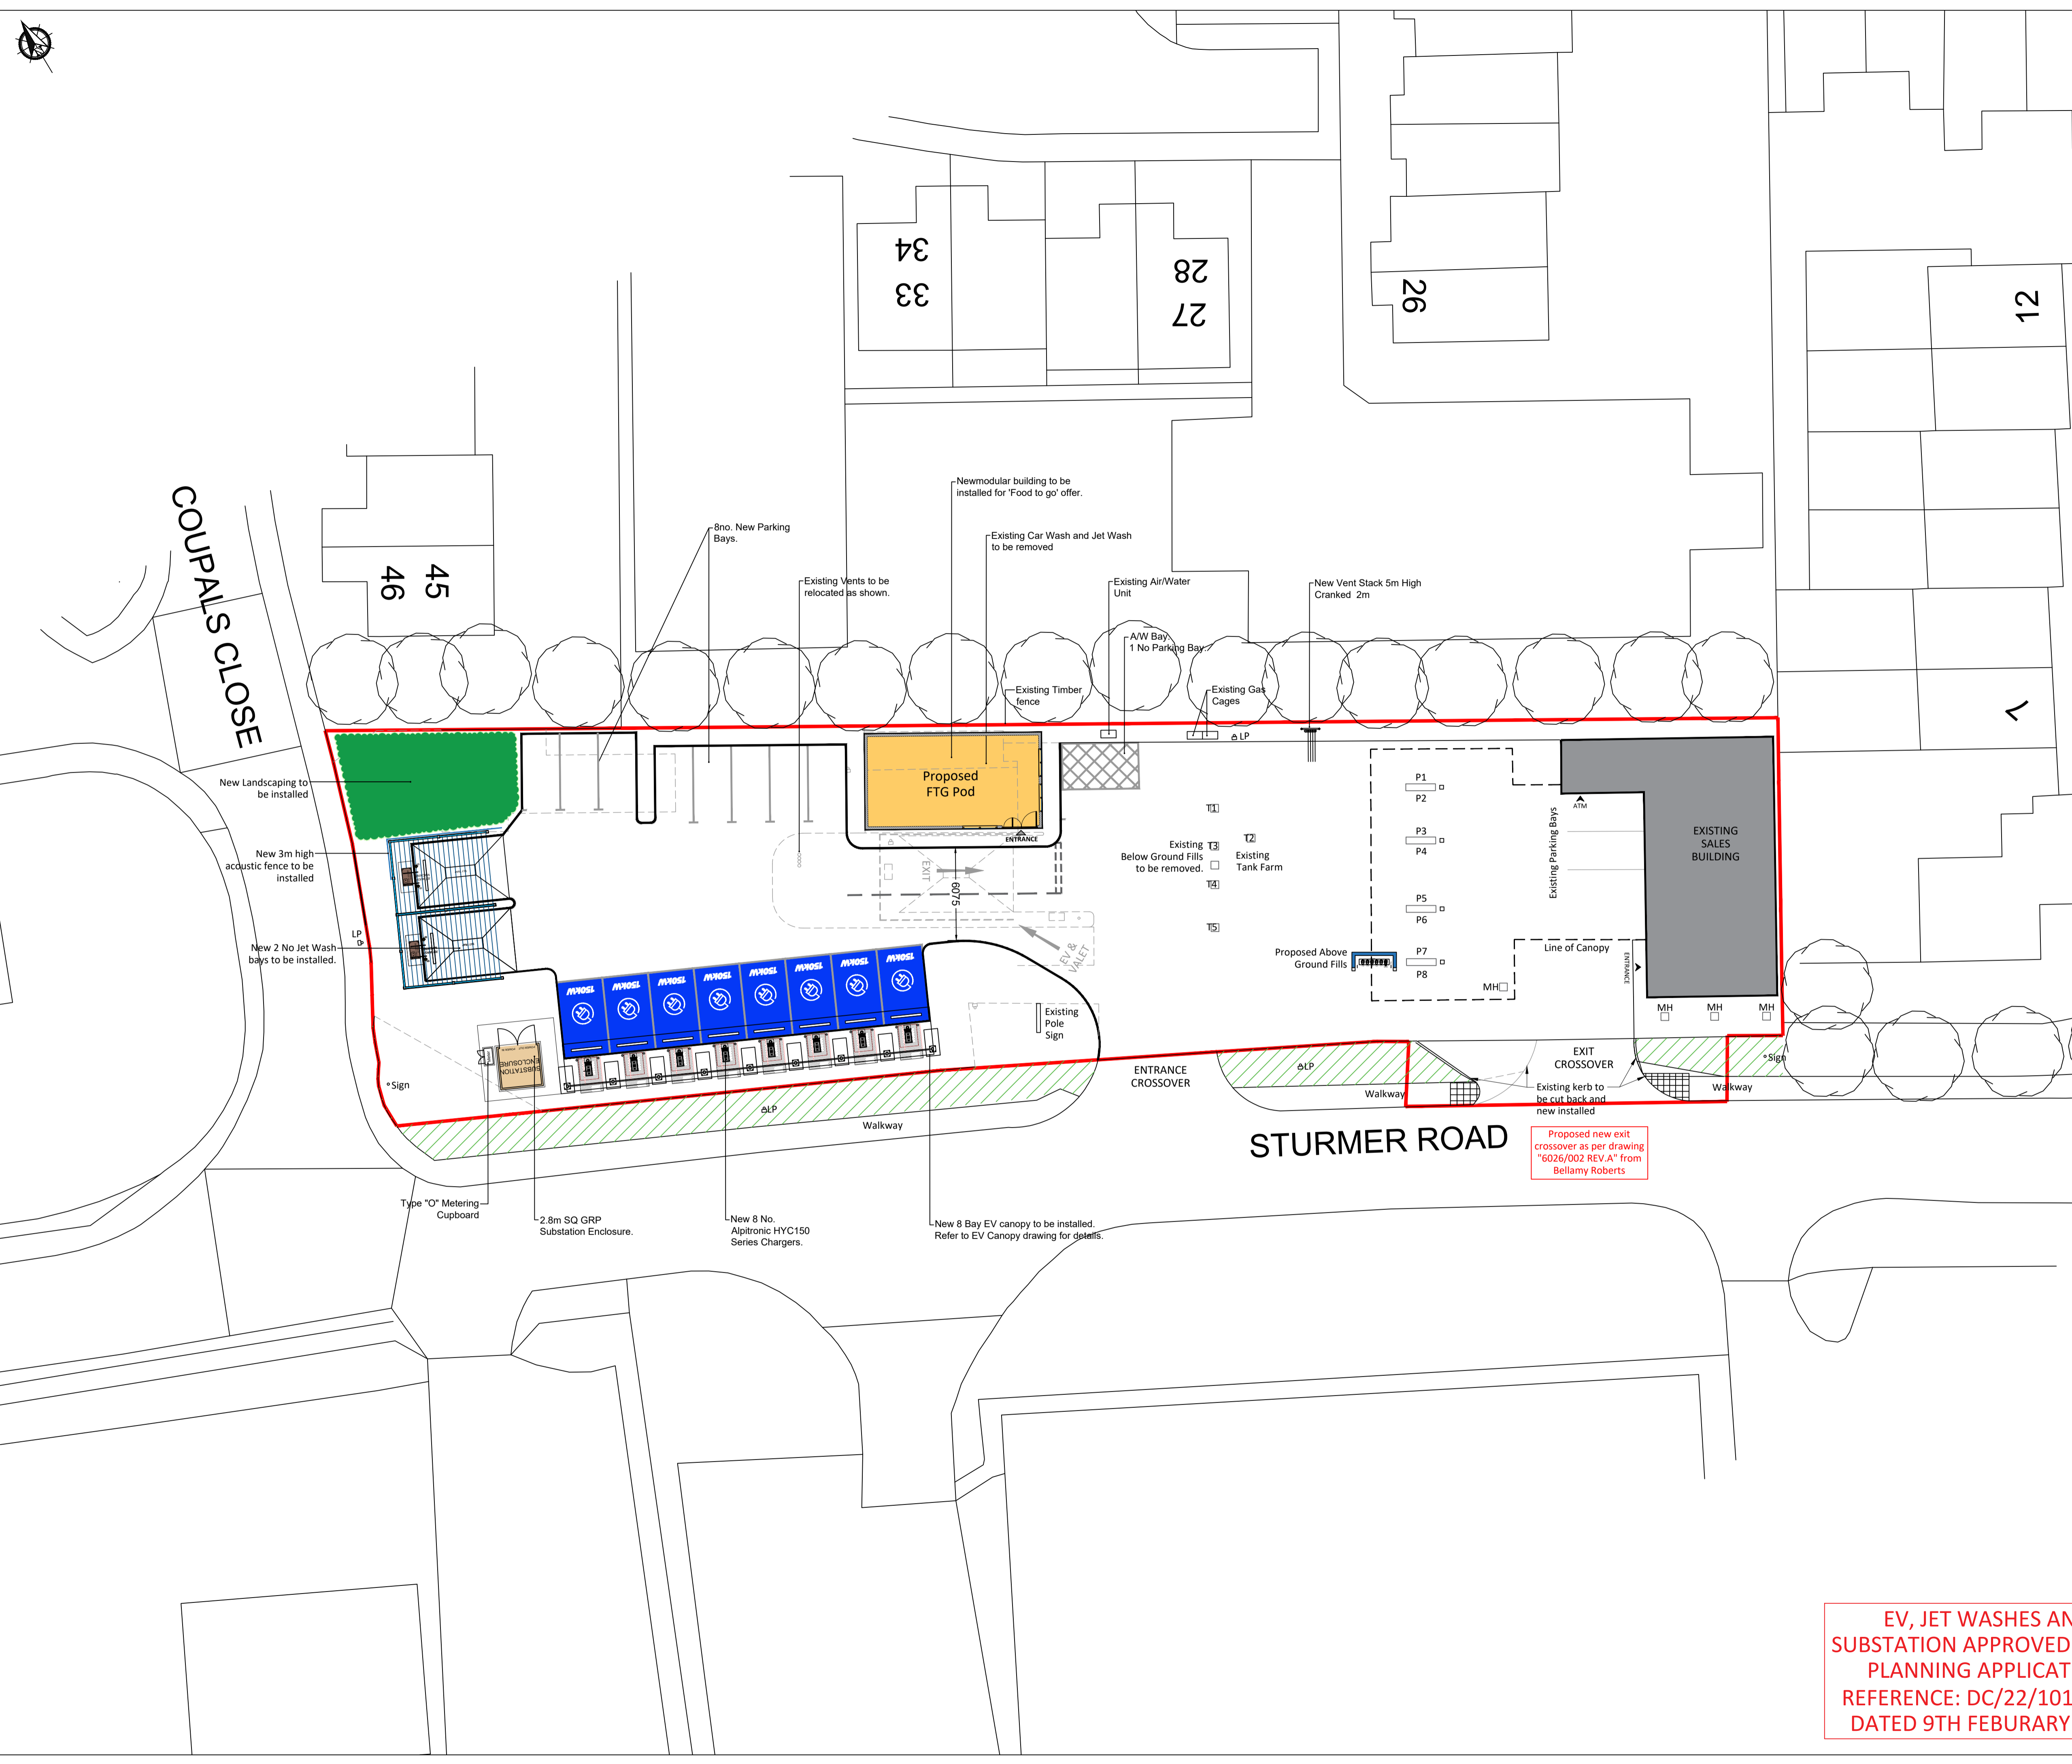 34
33
28
27
26
12
1
COUPALS CLOSE
46
45
Newmodular building to be
installed for 'Food to go' offer.
8no. New Parking
Bays.
Existing Car Wash and Jet Wash
to be removed
Existing Vents to be
relocated as shown.
Existing Air/Water
Unit
New Vent Stack 5m High
Cranked 2m
A/W Bay.
1 No Parking Bay.
Existing Timber
fence
Existing Gas
Cages
LP
New Landscaping to
be installed
Proposed
FTG Pod
ENTRANCE
P1
P2
ATM
T1
P3
P4
T2
Existing
Below Ground Fills
to be removed.
T3
Existing
Tank Farm
T4
T5
Existing Parking Bays
EXISTING
SALES
BUILDING
New 3m high
acoustic fence to be
installed
EXIT
6075
P5
P6
LP
New 2 No Jet Wash
bays to be installed.
EV &
VALET
Line of Canopy
Proposed Above
Ground Fills
P7
P8
ENTRANCE
MH
150KW
150KW
150KW
150KW
150KW
150KW
150KW
150KW
MH
MH
MH
Existing
Pole
Sign
SUBSTATION
ENCLOSURE
Sign
ENTRANCE
CROSSOVER
EXIT
CROSSOVER
Sign
LP
Walkway
Existing kerb to
be cut back and
new installed
Walkway
LP
Walkway
STURMER ROAD
Proposed new exit
crossover as per drawing
"6026/002 REV.A" from
Bellamy Roberts
Type "O" Metering
Cupboard
2.8m SQ GRP
Substation Enclosure.
New 8 No.
Alpitronic HYC150
Series Chargers.
New 8 Bay EV canopy to be installed.
Refer to EV Canopy drawing for details.
EV, JET WASHES AN
SUBSTATION APPROVED
PLANNING APPLICAT
REFERENCE: DC/22/101
DATED 9TH FEBURARY